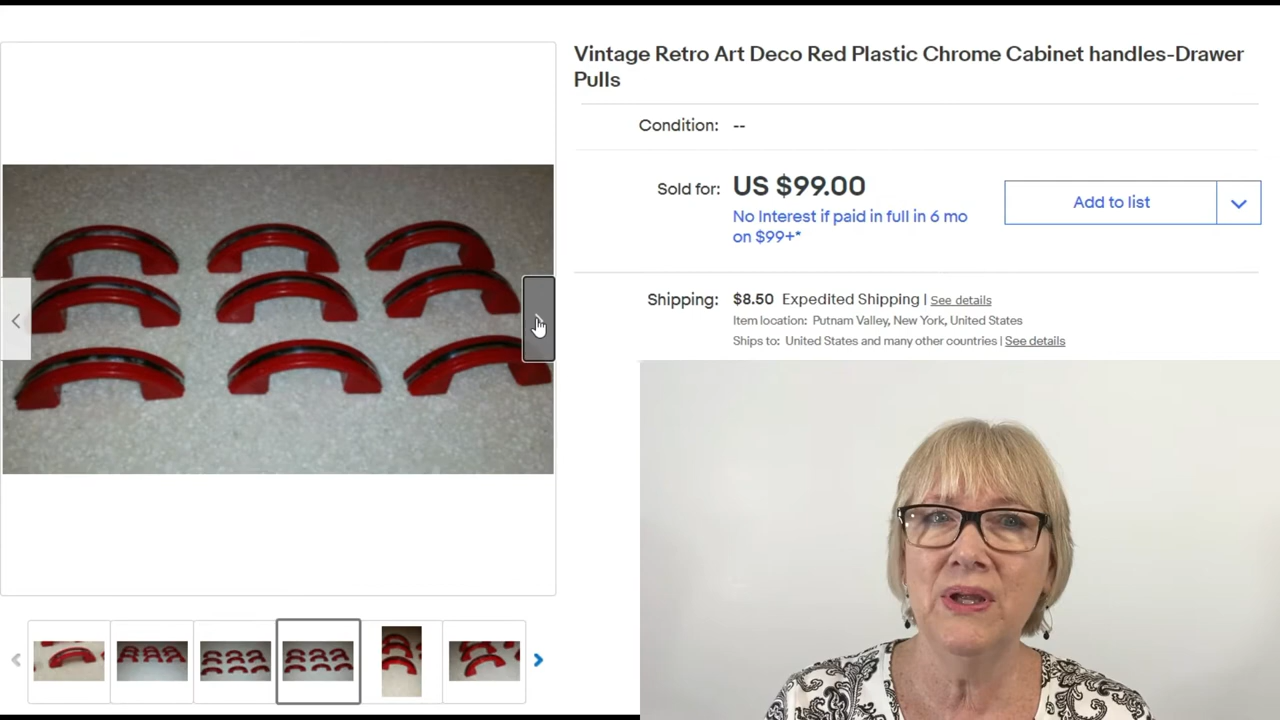 Vintage Retro Art Deco Red Plastic Chrome Cabinet handles-Drawer
Pulls
Condition: --
Sold for: US $99.00
No Interest if paid in full in 6 mo
on $99+*
Add to list
Shipping: $8.50 Expedited Shipping | See details
Item location: Putnam Valley, New York, United States
Ships to: United States and many other countries | See details